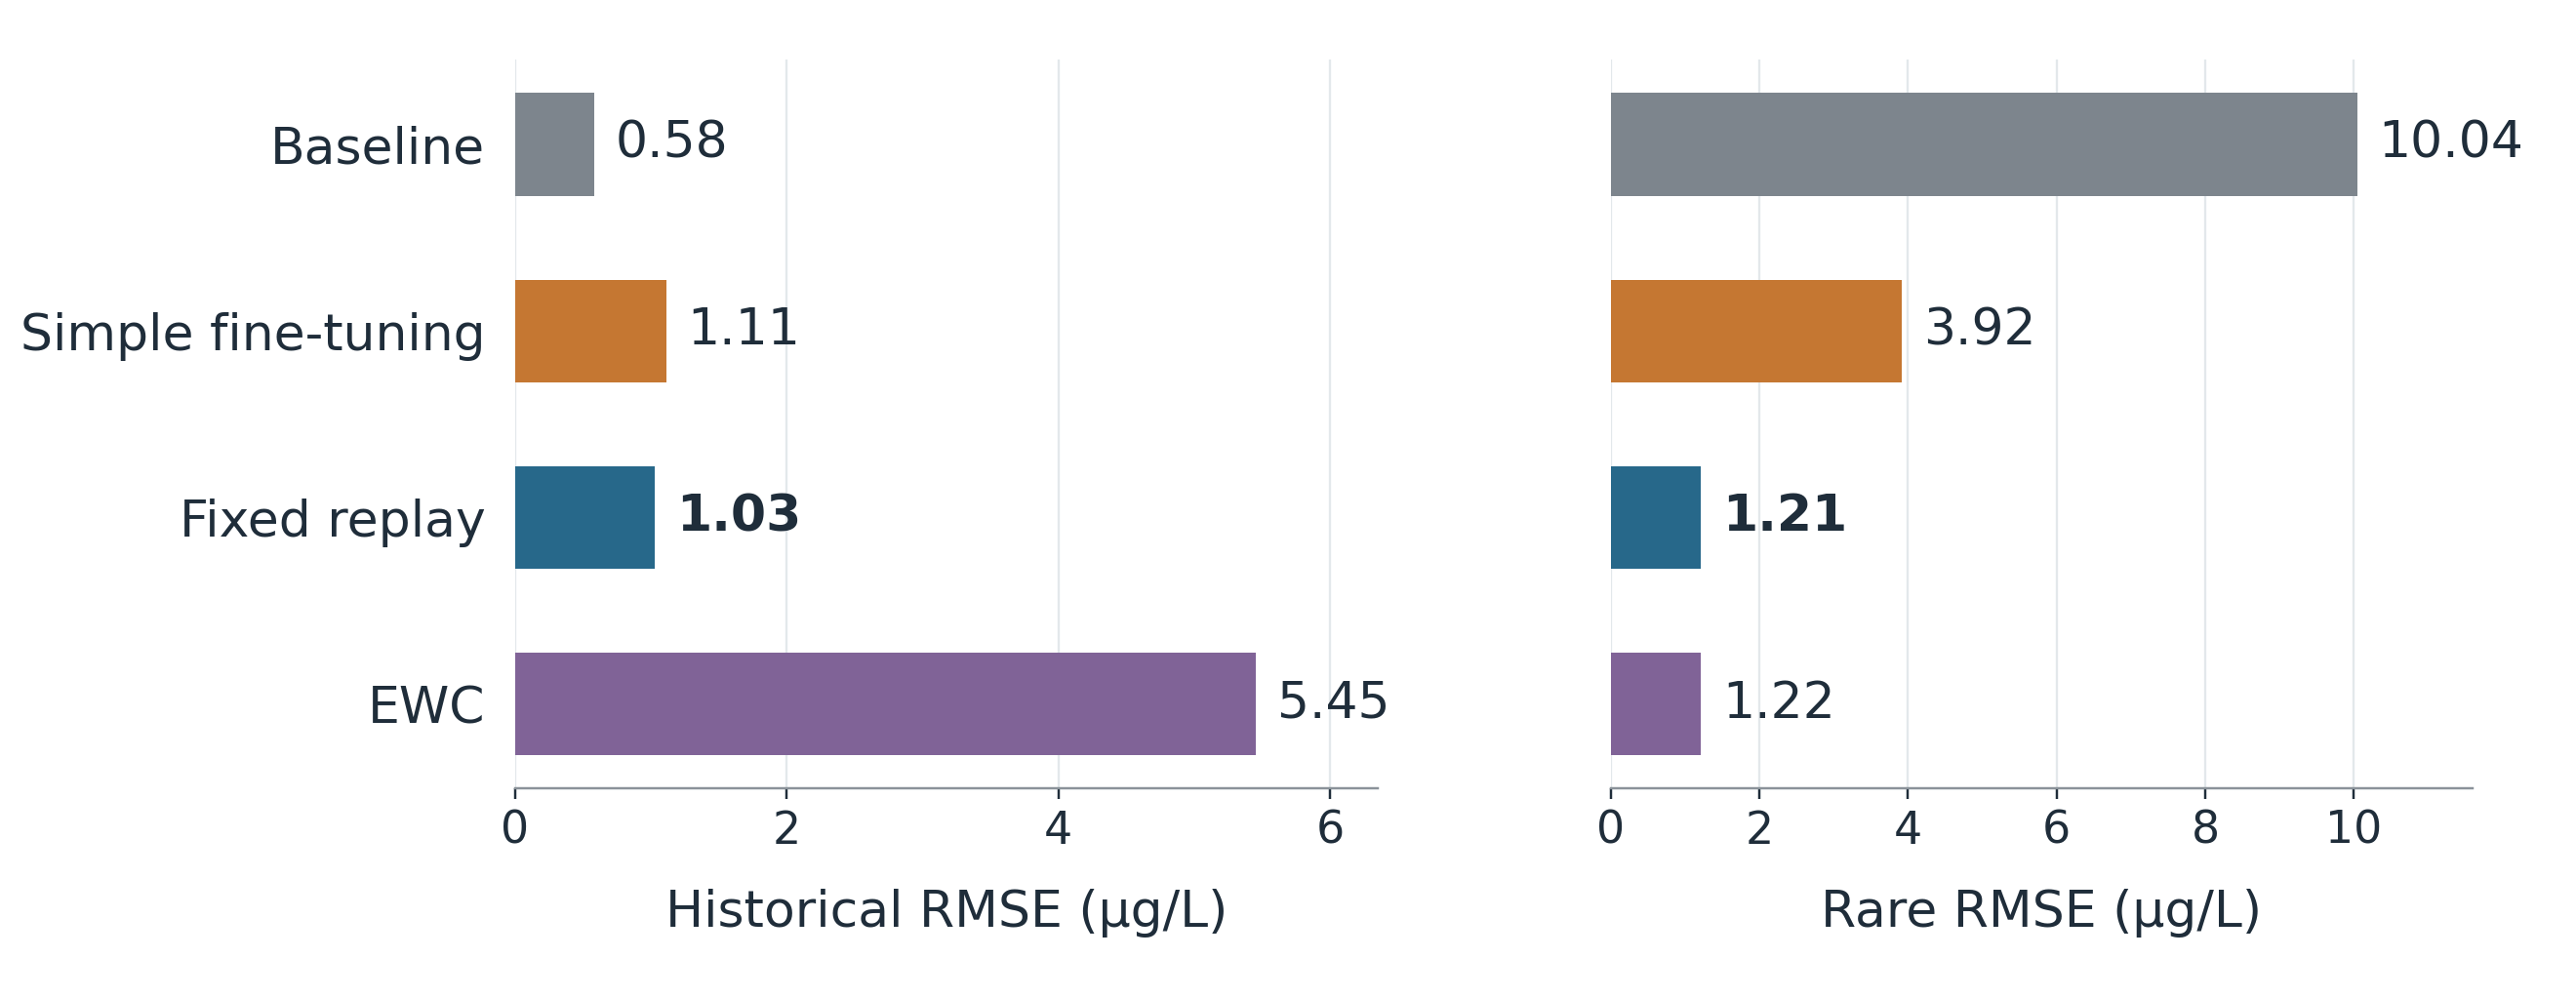 Baseline 0.58 10.04
Simple fine-tuning 1.11 3.92
Fixed replay 1.03 1.21
EWC 5.45 1.22
0 2 4 6 0 2 4 6 8 10
Historical RMSE (µg/L) Rare RMSE (µg/L)